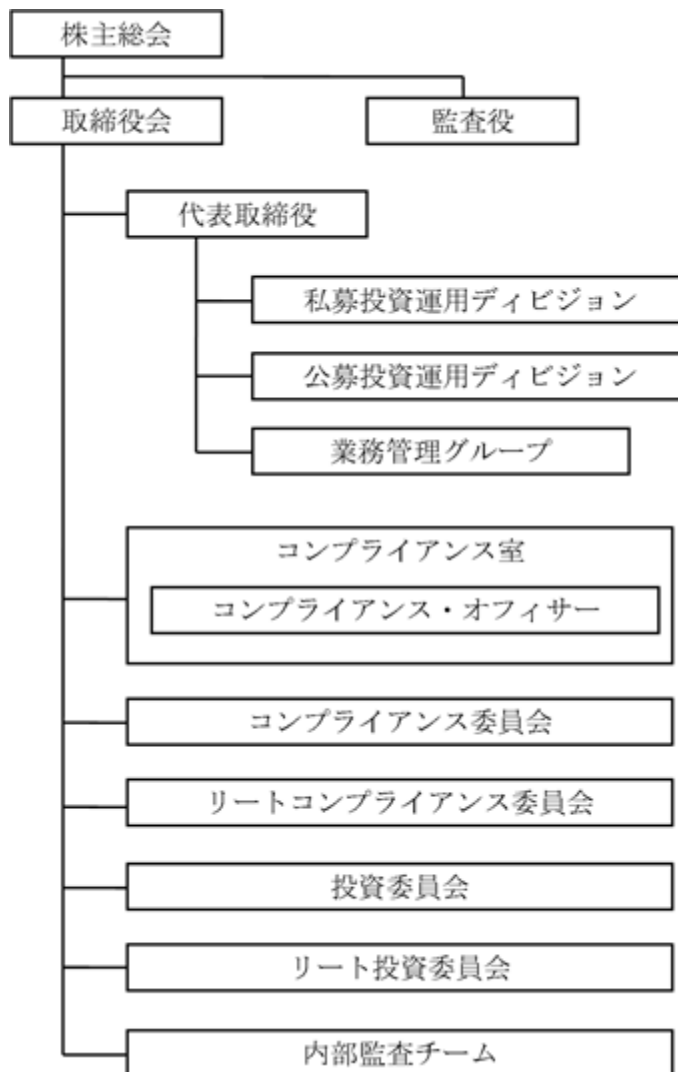 株主総会
取締役会
監査役
代表取締役
私募投資運用ディビジョン
公募投資運用ディビジョン
業務管理グループ
コンプライアンス室
コンプライアンス・オフィサー
コンプライアンス委員会
リートコンプライアンス委員会
投資委員会
リート投資委員会
内部監査チーム